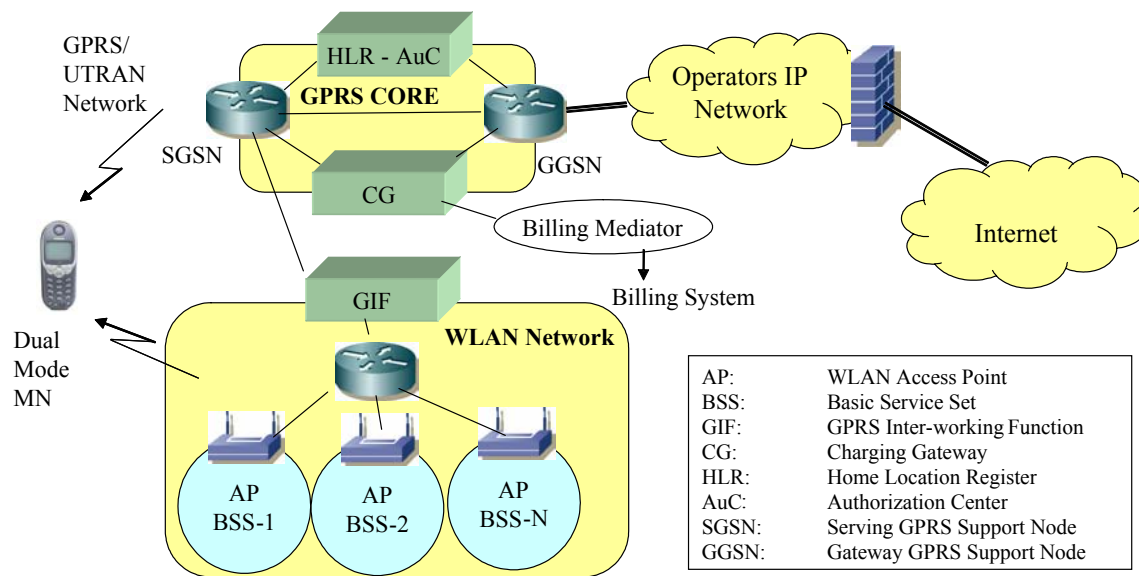 GPRS/
UTRAN
Network
HLR - AuC
GPRS CORE
SGSN
GGSN
CG
Operators IP
Network
Internet
Billing Mediator
Billing System
GIF
WLAN Network
Dual
Mode
MN
AP
BSS-1
AP
BSS-2
AP
BSS-N
AP: WLAN Access Point
BSS: Basic Service Set
GIF: GPRS Inter-working Function
CG: Charging Gateway
HLR: Home Location Register
AuC: Authorization Center
SGSN: Serving GPRS Support Node
GGSN: Gateway GPRS Support Node